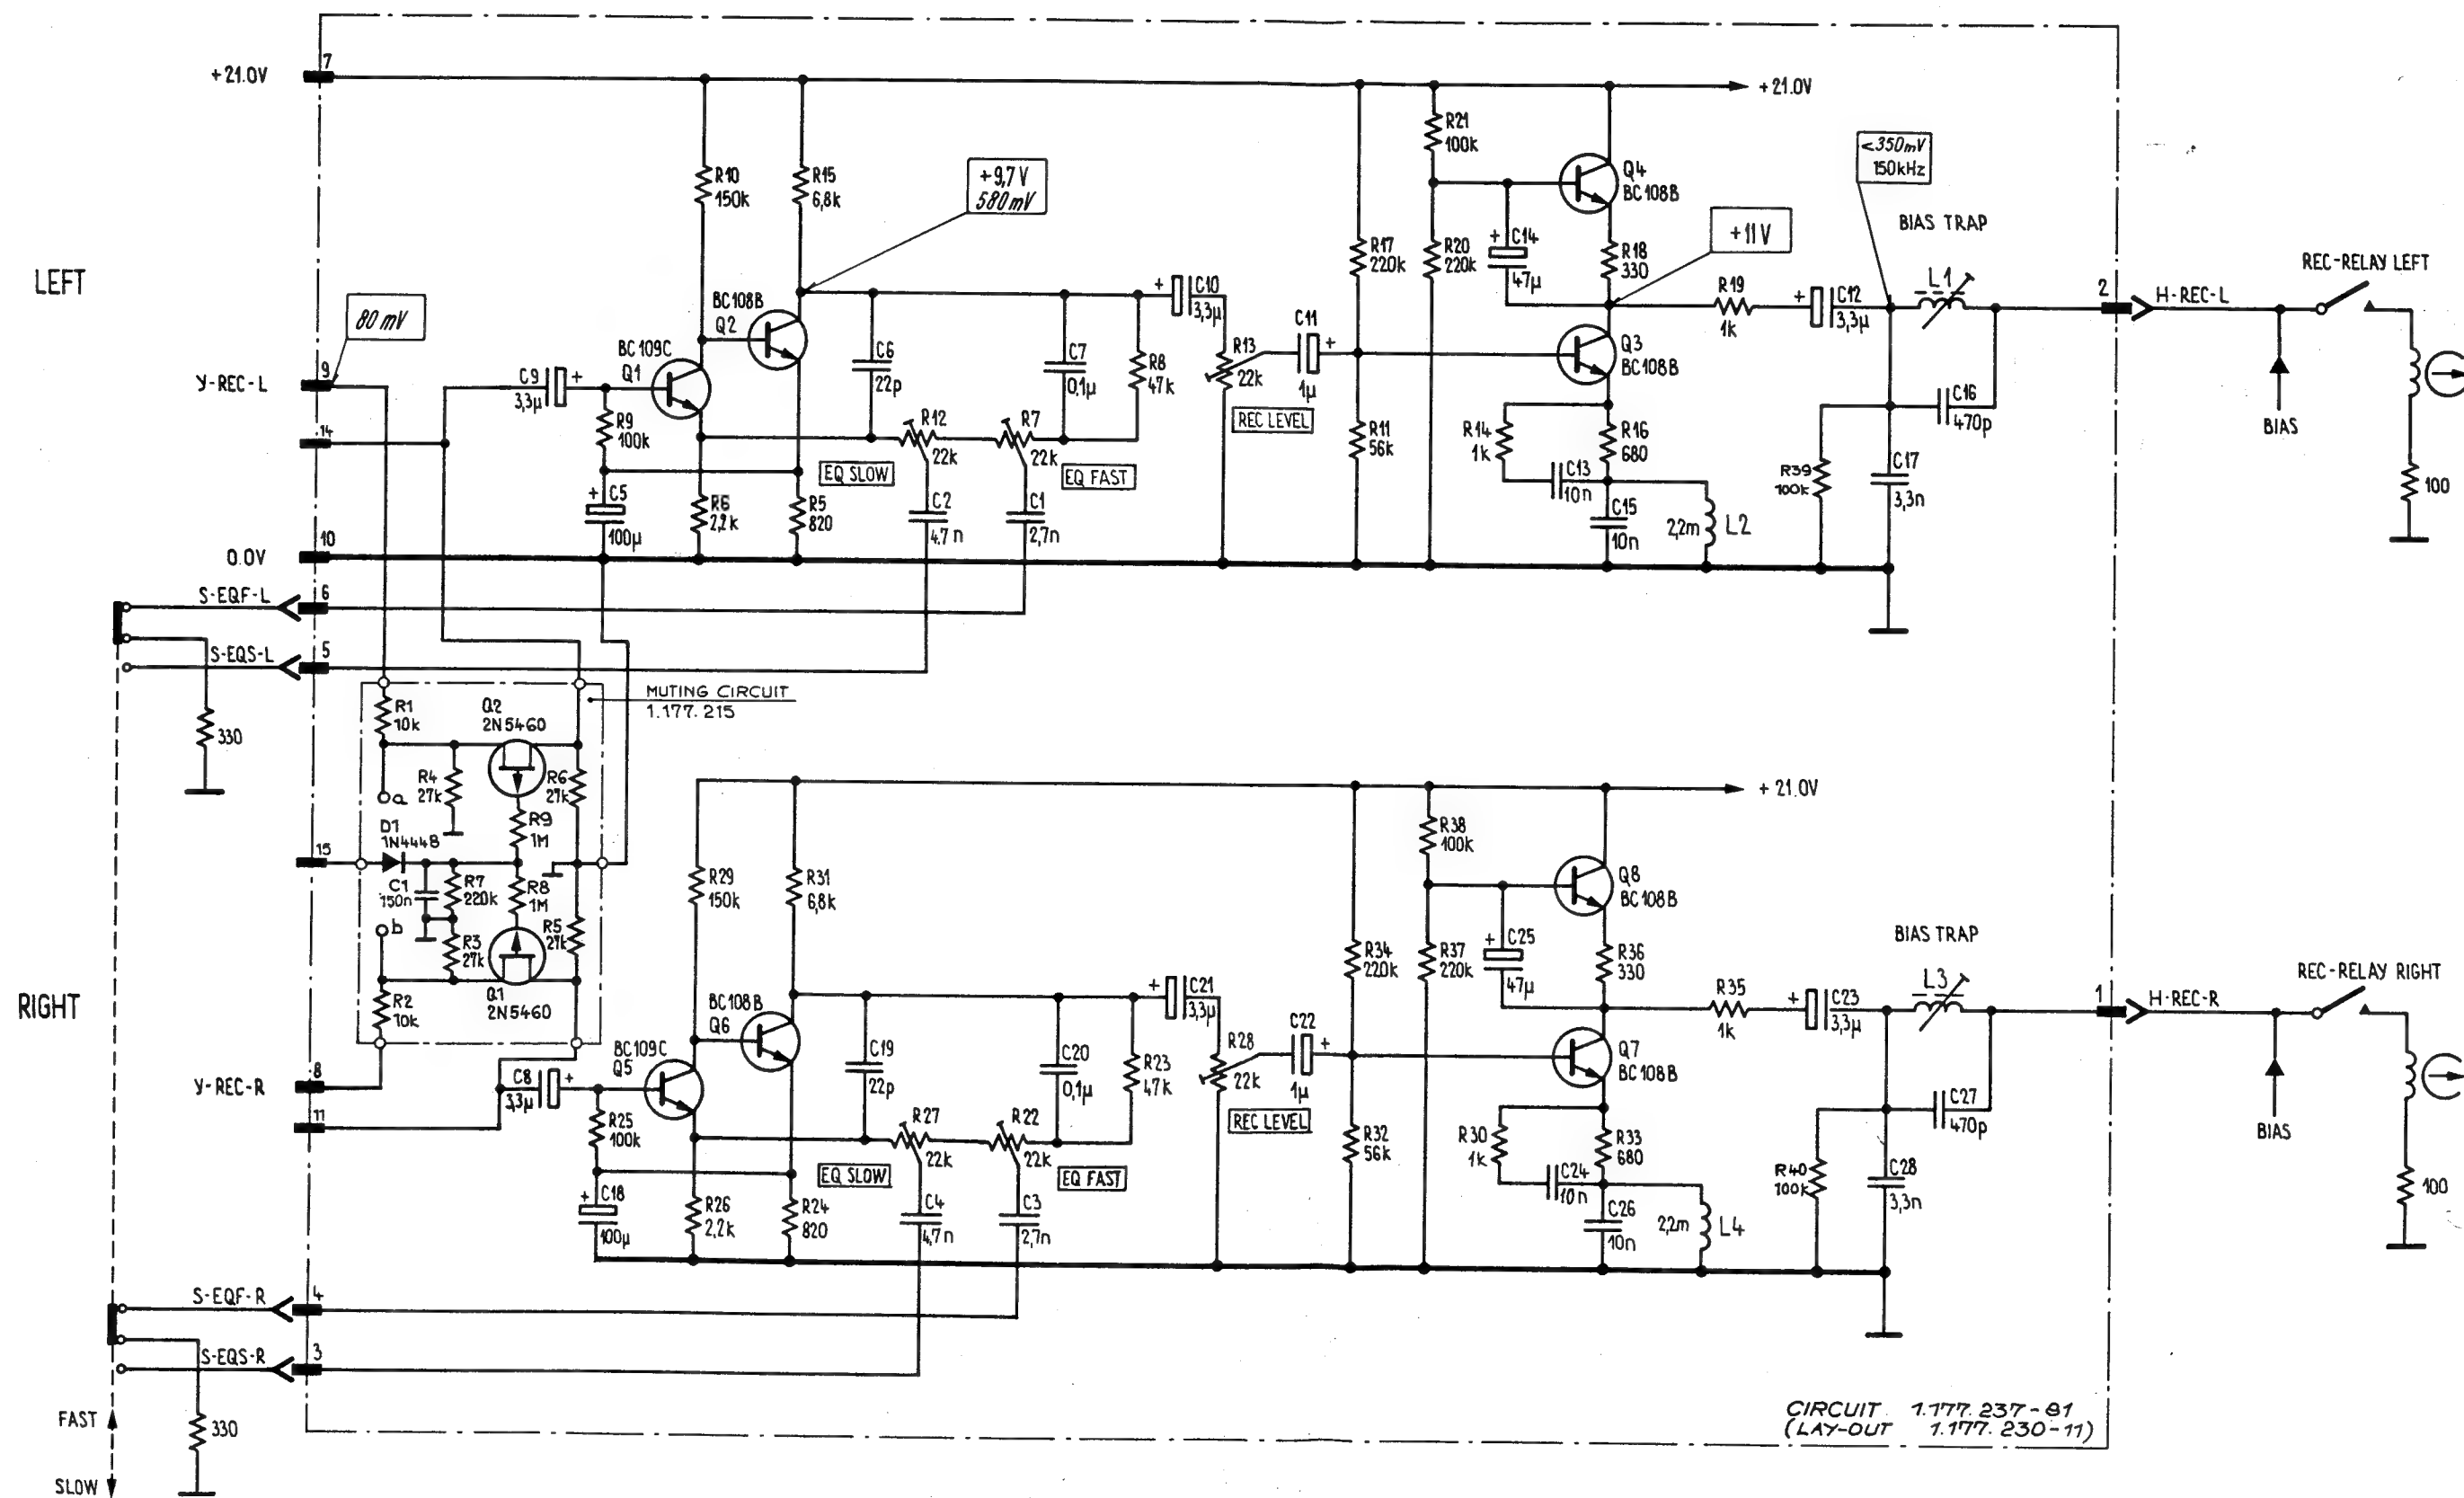 7
+21.0V
+21.0V
R10
150k
R15
6,8k
+9,7V
580mV
R21
100k
Q4
BC108B
<350mV
150kHz
BIAS TRAP
LEFT
80mV
BC108B
Q2
R17
220k
R20
220k
+
C14
47µ
R18
330
+11V
REC-RELAY LEFT
+
C10
3,3µ
R19
1k
+
C12
3,3µ
L1
2
H-REC-L
9
Y-REC-L
C9
+
3,3µ
BC109C
Q1
C6
22p
C7
0,1µ
R8
47k
R13
22k
REC LEVEL
C11
+
1µ
Q3
BC108B
C16
470p
BIAS
14
R9
100k
R12
22k
EQ SLOW
R7
22k
EQ FAST
R11
56k
R14
1k
R16
680
C13
10n
R39
100k
C17
3,3n
100
+
C5
100µ
R6
2,2k
R5
820
C2
4.7n
C1
2,7n
C15
10n
2,2m
L2
10
0.0V
S-EQF-L
6
S-EQS-L
5
330
MUTING CIRCUIT
1.177.215
R1
10k
Q2
2N5460
R4
27k
R6
27k
a
R9
1M
D1
1N4448
15
C1
150n
R7
220k
R8
1M
b
R3
27k
R5
27k
R2
10k
Q1
2N5460
+21.0V
R29
150k
R31
6,8k
R38
100k
Q8
BC108B
BIAS TRAP
RIGHT
R34
220k
R37
220k
+
C25
47µ
R36
330
REC-RELAY RIGHT
BC108B
Q6
+
C21
3,3µ
R35
1k
+
C23
3,3µ
L3
1
H-REC-R
8
Y-REC-R
11
C8
+
3,3µ
BC109C
Q5
C19
22p
C20
0,1µ
R23
47k
R28
22k
REC LEVEL
C22
+
1µ
Q7
BC108B
C27
470p
BIAS
R25
100k
R27
22k
EQ SLOW
R22
22k
EQ FAST
R32
56k
R30
1k
R33
680
C24
10n
R40
100k
C28
3,3n
100
+
C18
100µ
R26
2,2k
R24
820
C4
4,7n
C3
2,7n
C26
10n
2,2m
L4
S-EQF-R
4
S-EQS-R
3
FAST
SLOW
330
CIRCUIT 1.177.237-81
(LAY-OUT 1.177.230-11)